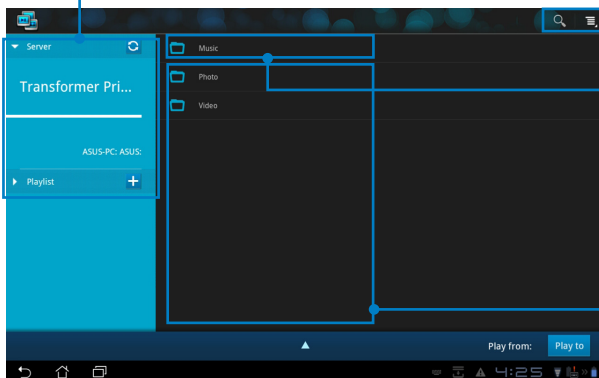 Server
Transformer Pri...
ASUS-PC: ASUS:
Playlist
Music
Photo
Video
Play from:
Play to
4:25